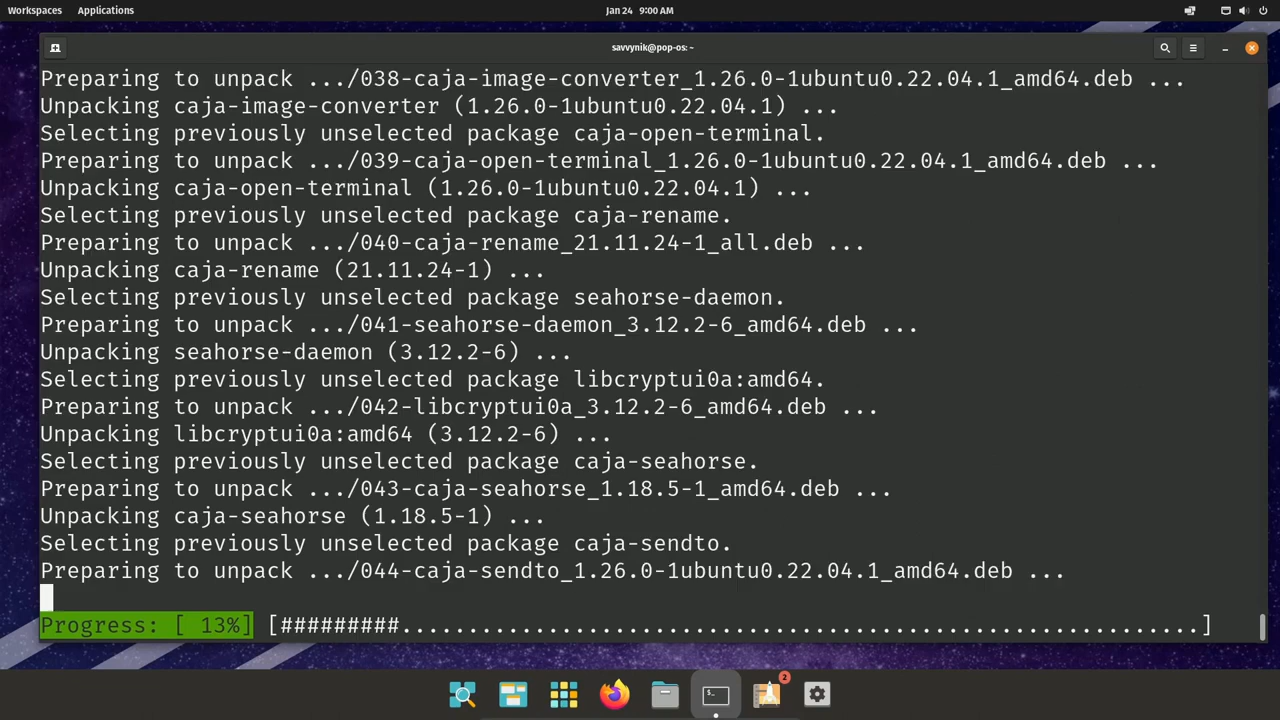 Workspaces Applications Jan 24 9:00 AM
savvynik@pop-os: ~
Preparing to unpack .../038-caja-image-converter_1.26.0-1ubuntu0.22.04.1_amd64.deb ...
Unpacking caja-image-converter (1.26.0-1ubuntu0.22.04.1) ...
Selecting previously unselected package caja-open-terminal.
Preparing to unpack .../039-caja-open-terminal_1.26.0-1ubuntu0.22.04.1_amd64.deb ...
Unpacking caja-open-terminal (1.26.0-1ubuntu0.22.04.1) ...
Selecting previously unselected package caja-rename.
Preparing to unpack .../040-caja-rename_21.11.24-1_all.deb ...
Unpacking caja-rename (21.11.24-1) ...
Selecting previously unselected package seahorse-daemon.
Preparing to unpack .../041-seahorse-daemon_3.12.2-6_amd64.deb ...
Unpacking seahorse-daemon (3.12.2-6) ...
Selecting previously unselected package libcryptui0a:amd64.
Preparing to unpack .../042-libcryptui0a_3.12.2-6_amd64.deb ...
Unpacking libcryptui0a:amd64 (3.12.2-6) ...
Selecting previously unselected package caja-seahorse.
Preparing to unpack .../043-caja-seahorse_1.18.5-1_amd64.deb ...
Unpacking caja-seahorse (1.18.5-1) ...
Selecting previously unselected package caja-sendto.
Preparing to unpack .../044-caja-sendto_1.26.0-1ubuntu0.22.04.1_amd64.deb ...
Progress: [ 13%] [#########............................................................]
2